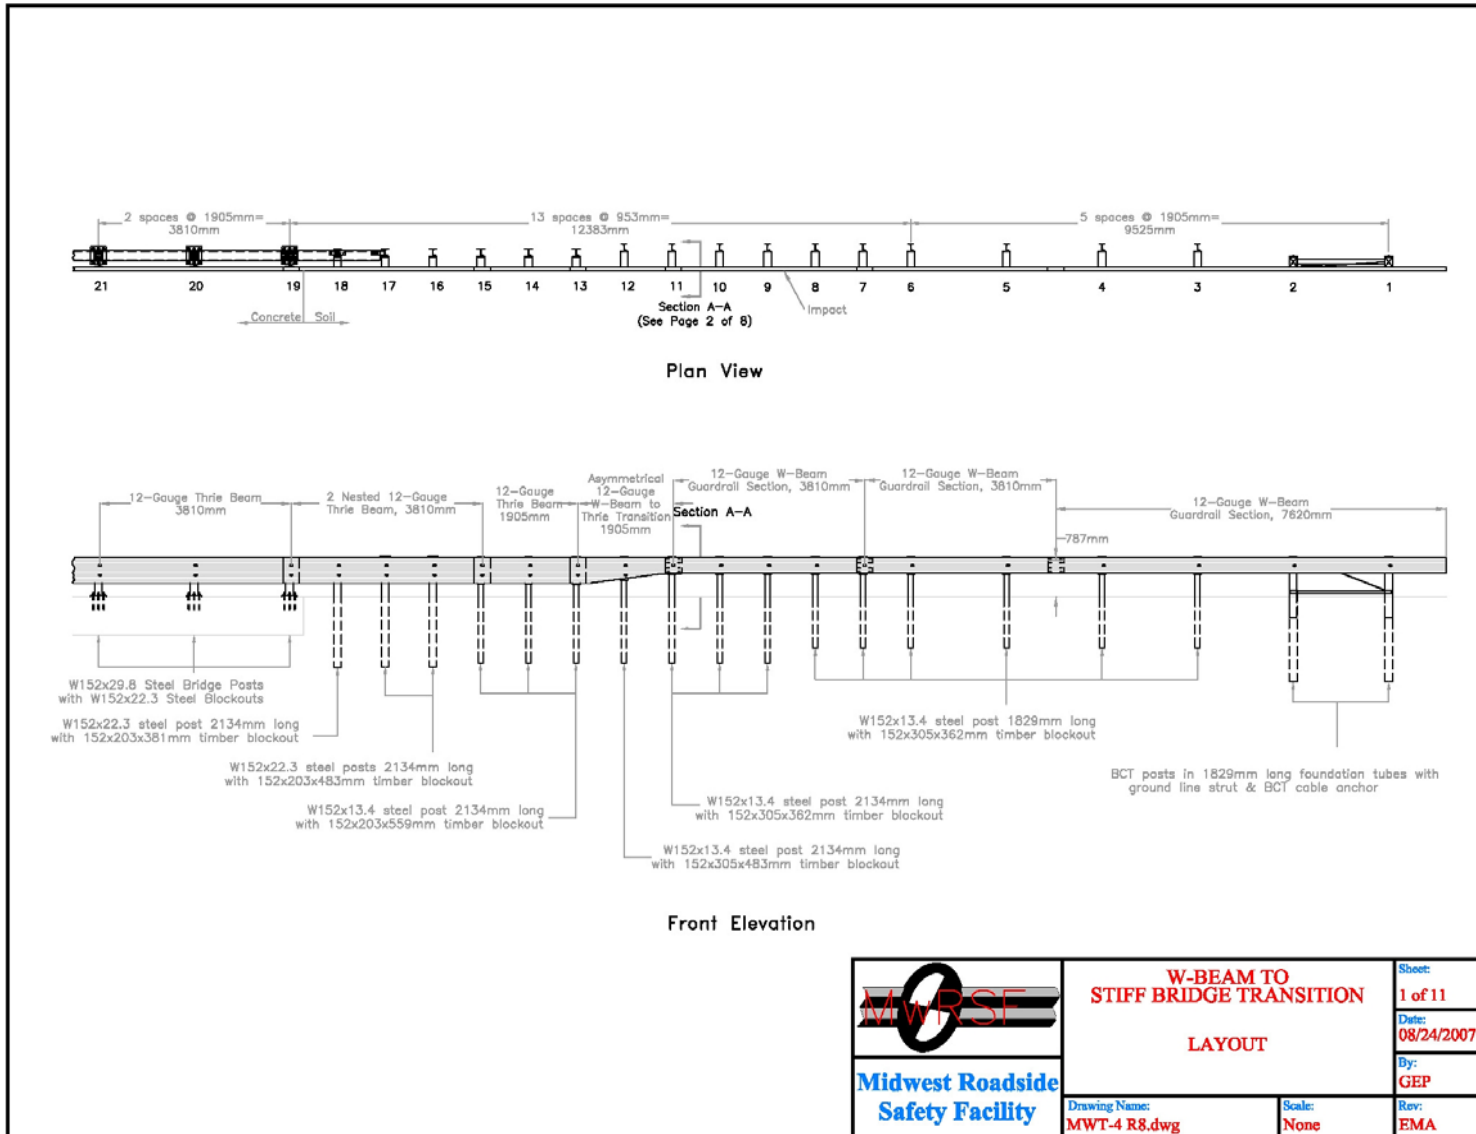 2 spaces @ 1905mm=
3810mm
13 spaces @ 953mm=
12383mm
5 spaces @ 1905mm=
9525mm
21 20 19 18 17 16 15 14 13 12 11 10 9 8 7 6 5 4 3 2 1
Concrete Soil
Section A-A
(See Page 2 of 8)
Impact
Plan View
12-Gauge Thrie Beam
3810mm
2 Nested 12-Gauge
Thrie Beam, 3810mm
12-Gauge
Thrie Beam
1905mm
Asymmetrical
12-Gauge
W-Beam to
Thrie Transition
1905mm
12-Gauge W-Beam
Guardrail Section, 3810mm
12-Gauge W-Beam
Guardrail Section, 3810mm
12-Gauge W-Beam
Guardrail Section, 7620mm
Section A-A
787mm
W152x29.8 Steel Bridge Posts
with W152x22.3 Steel Blockouts
W152x22.3 steel post 2134mm long
with 152x203x381mm timber blockout
W152x22.3 steel posts 2134mm long
with 152x203x483mm timber blockout
W152x13.4 steel post 2134mm long
with 152x203x559mm timber blockout
W152x13.4 steel post 2134mm long
with 152x305x362mm timber blockout
W152x13.4 steel post 2134mm long
with 152x305x483mm timber blockout
W152x13.4 steel post 1829mm long
with 152x305x362mm timber blockout
BCT posts in 1829mm long foundation tubes with
ground line strut & BCT cable anchor
Front Elevation
MwRSF
Midwest Roadside
Safety Facility
W-BEAM TO
STIFF BRIDGE TRANSITION
LAYOUT
Drawing Name:
MWT-4 R8.dwg
Scale:
None
Sheet:
1 of 11
Date:
08/24/2007
By:
GEP
Rev:
EMA